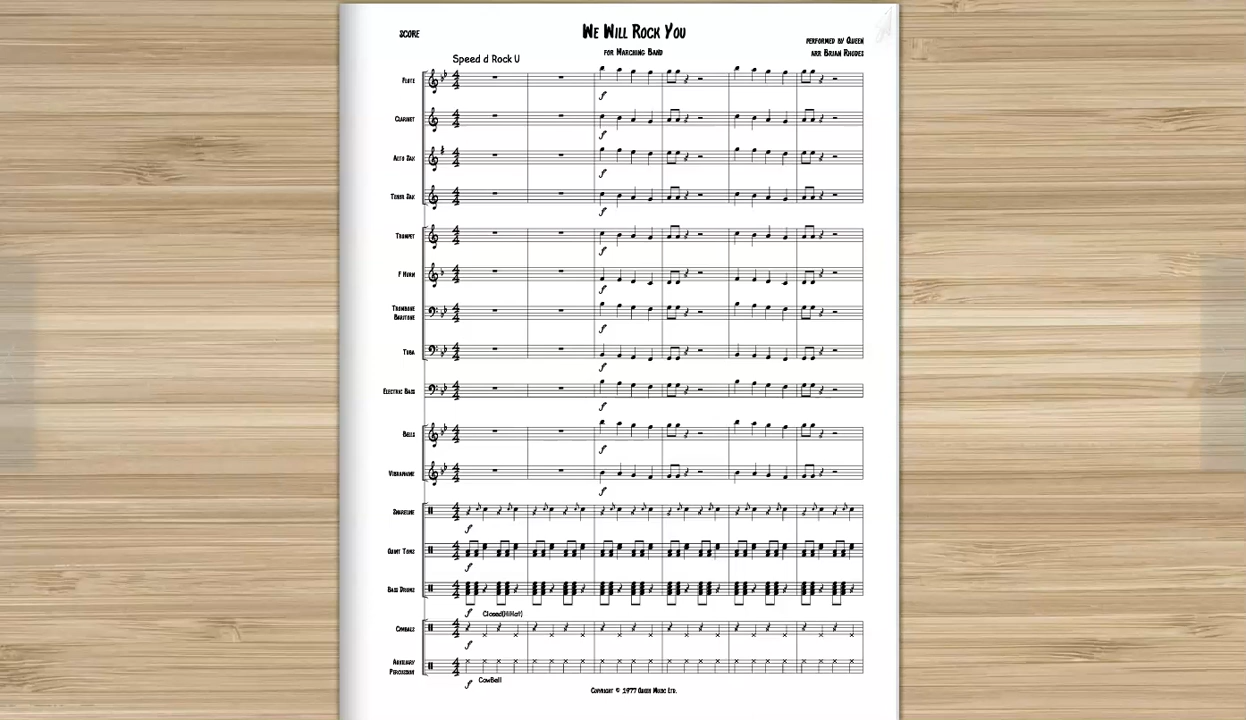 SCORE
WE WILL ROCK YOU
FOR MARCHING BAND
PERFORMED BY QUEEN
ARR BRIAN RHODES
Speed d Rock U
FLUTE
CLARINET
ALTO SAX
TENOR SAX
TRUMPET
F HORN
TROMBONE
BARITONE
TUBA
ELECTRIC BASS
BELLS
VIBRAPHONE
SNARELINE
QUINT TOMS
BASS DRUMS
Closed(HiHat)
CYMBALS
AUXILIARY
PERCUSSION
CowBell
COPYRIGHT © 1977 QUEEN MUSIC LTD.